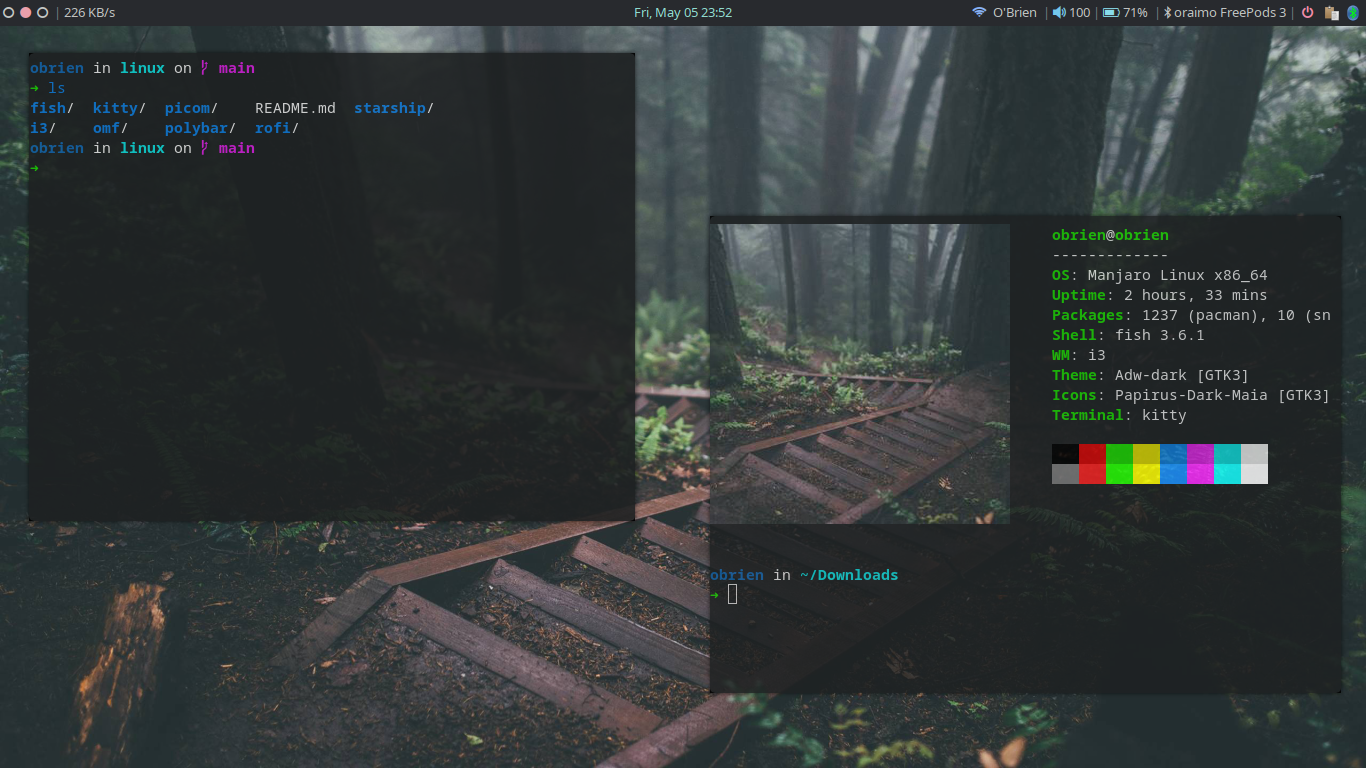 226 KB/s
Fri, May 05 23:52
O'Brien | 100 | 71% | oraimo FreePods 3 |
obrien in linux on main
➜ ls
fish/ kitty/ picom/ README.md starship/
i3/ omf/ polybar/ rofi/
obrien in linux on main
➜
obrien@obrien
-------------
OS: Manjaro Linux x86_64
Uptime: 2 hours, 33 mins
Packages: 1237 (pacman), 10 (sn
Shell: fish 3.6.1
WM: i3
Theme: Adw-dark [GTK3]
Icons: Papirus-Dark-Maia [GTK3]
Terminal: kitty
obrien in ~/Downloads
➜